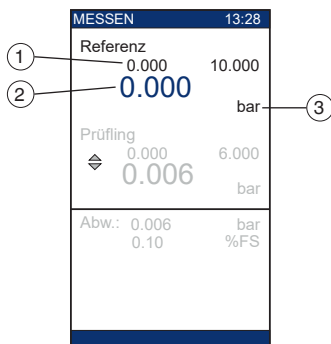 MESSEN 13:28
Referenz
1 0.000 10.000
2 0.000
bar 3
Prüfling
0.000 6.000
0.006
bar
Abw.: 0.006 bar
0.10 %FS